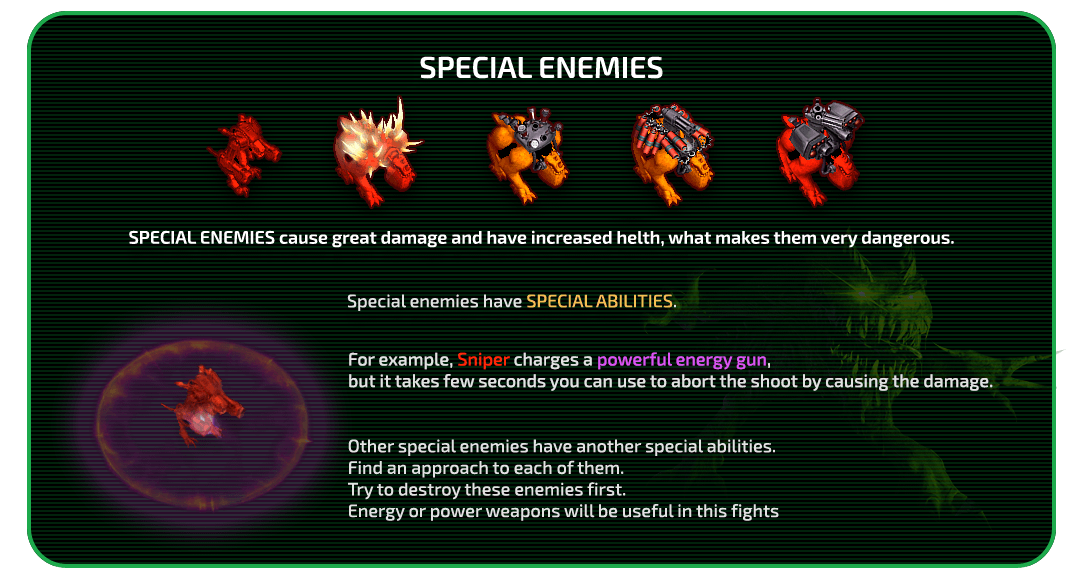 SPECIAL ENEMIES
SPECIAL ENEMIES cause great damage and have increased helth, what makes them very dangerous.
Special enemies have SPECIAL ABILITIES.
For example, Sniper charges a powerful energy gun,
but it takes few seconds you can use to abort the shoot by causing the damage.
Other special enemies have another special abilities.
Find an approach to each of them.
Try to destroy these enemies first.
Energy or power weapons will be useful in this fights